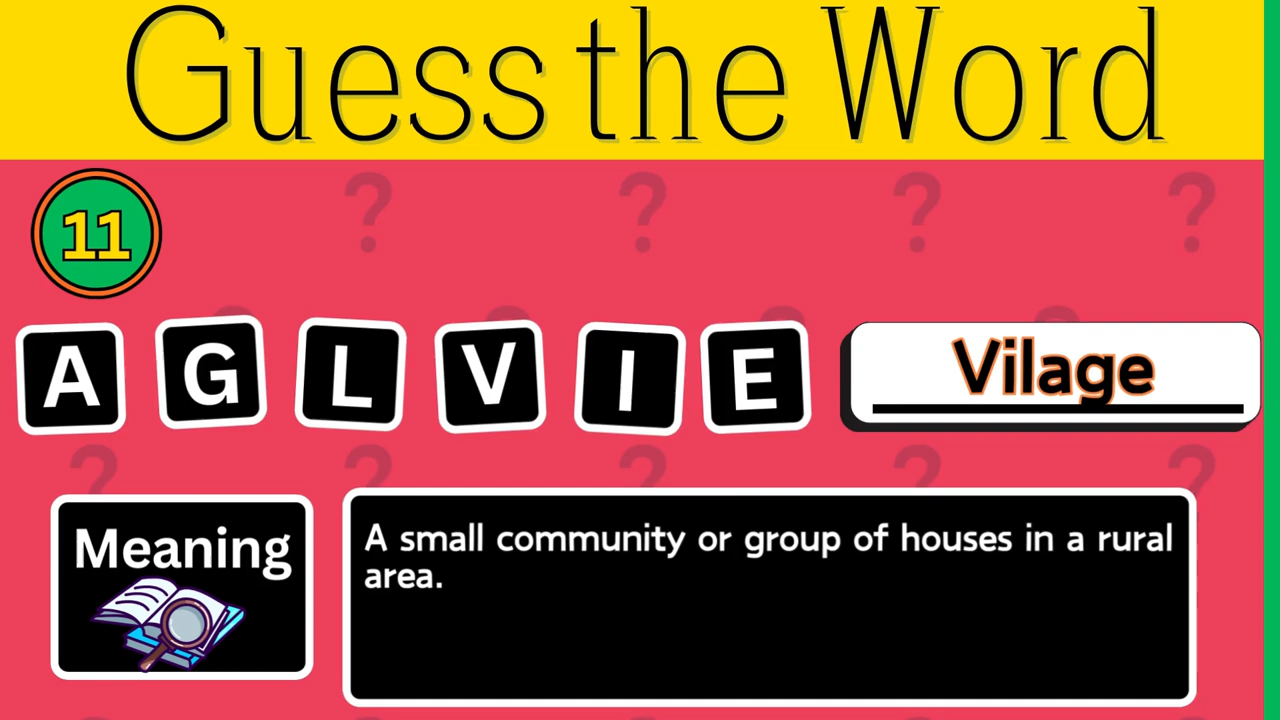 Guess the Word
11
A G L V I E
Vilage
Meaning
A small community or group of houses in a rural
area.